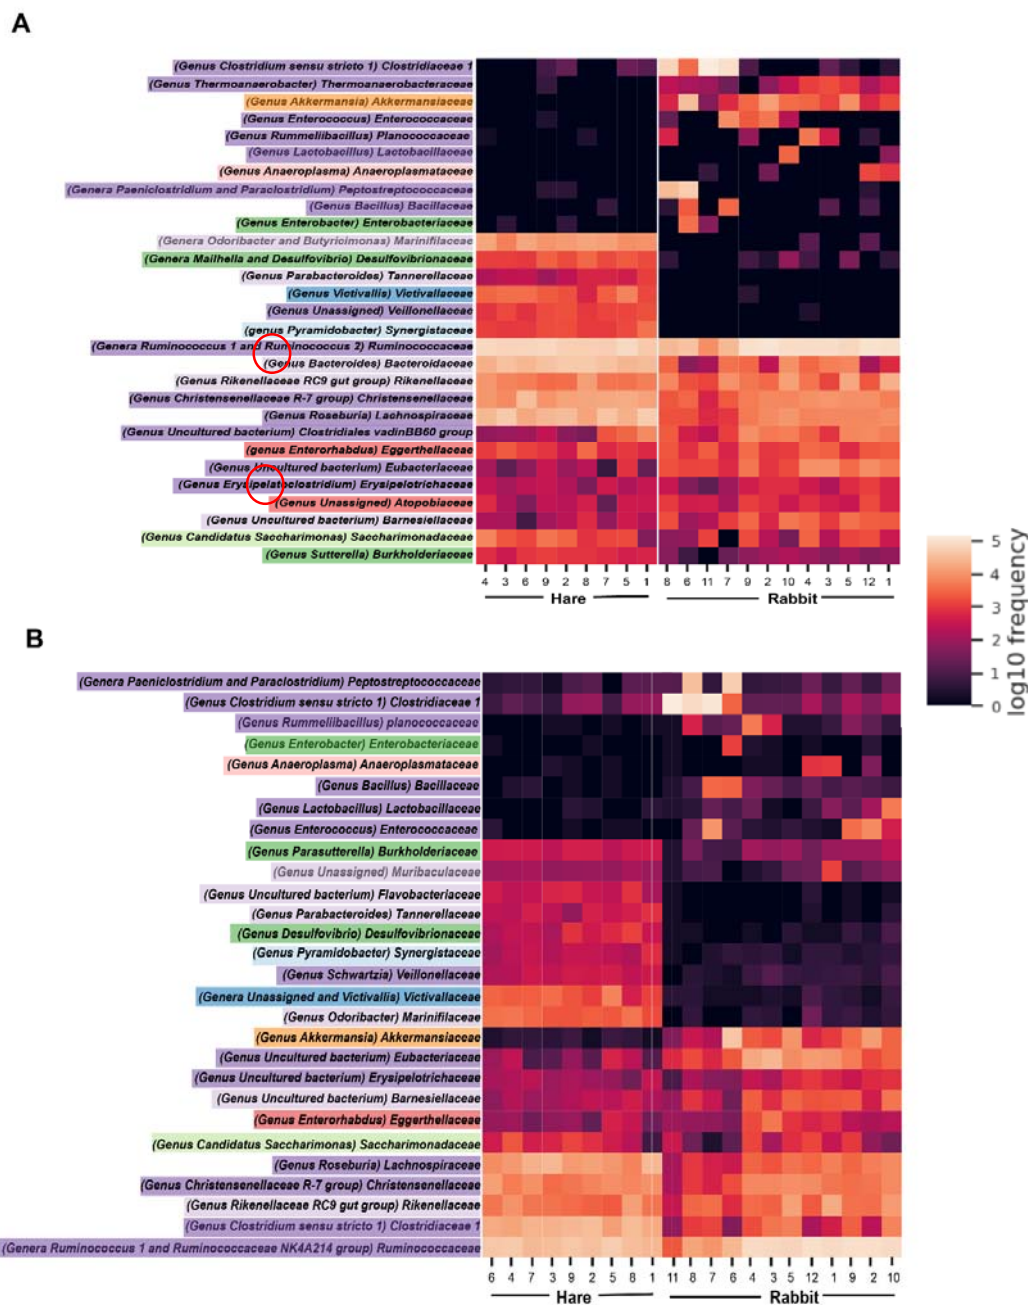 A
(Genus Clostridium sensu stricto 1) Clostridiaceae 1
(Genus Thermoanaerobacter) Thermoanaerobacteraceae
(Genus Akkermansia) Akkermansiaceae
(Genus Enterococcus) Enterococcaceae
(Genus Rummeliibacillus) Planococcaceae
(Genus Lactobacillus) Lactobacillaceae
(Genus Anaeroplasma) Anaeroplasmataceae
(Genera Paeniclostridium and Paraclostridium) Peptostreptococcaceae
(Genus Bacillus) Bacillaceae
(Genus Enterobacter) Enterobacteriaceae
(Genera Odoribacter and Butyricimonas) Marinifilaceae
(Genera Mailhella and Desulfovibrio) Desulfovibrionaceae
(Genus Parabacteroides) Tannerellaceae
(Genus Victivallis) Victivallaceae
(Genus Unassigned) Veillonellaceae
(genus Pyramidobacter) Synergistaceae
(Genera Ruminococcus 1 and Ruminococcus 2) Ruminococcaceae
(Genus Bacteroides) Bacteroidaceae
(Genus Rikenellaceae RC9 gut group) Rikenellaceae
(Genus Christensenellaceae R-7 group) Christensenellaceae
(Genus Roseburia) Lachnospiraceae
(Genus Uncultured bacterium) Clostridiales vadinBB60 group
(genus Enterorhabdus) Eggerthellaceae
(Genus Uncultured bacterium) Eubacteriaceae
(Genus Erysipelatoclostridium) Erysipelotrichaceae
(Genus Unassigned) Atopobiaceae
(Genus Uncultured bacterium) Barnesiellaceae
(Genus Candidatus Saccharimonas) Saccharimonadaceae
(Genus Sutterella) Burkholderiaceae
4 3 6 9 2 8 7 5 1 8 6 11 7 9 2 10 4 3 5 12 1
Hare Rabbit
5
4
3
2
1
0
log10 frequency
B
(Genera Paeniclostridium and Paraclostridium) Peptostreptococcaceae
(Genus Clostridium sensu stricto 1) Clostridiaceae 1
(Genus Rummeliibacillus) planococcaceae
(Genus Enterobacter) Enterobacteriaceae
(Genus Anaeroplasma) Anaeroplasmataceae
(Genus Bacillus) Bacillaceae
(Genus Lactobacillus) Lactobacillaceae
(Genus Enterococcus) Enterococcaceae
(Genus Parasutterella) Burkholderiaceae
(Genus Unassigned) Muribaculaceae
(Genus Uncultured bacterium) Flavobacteriaceae
(Genus Parabacteroides) Tannerellaceae
(Genus Desulfovibrio) Desulfovibrionaceae
(Genus Pyramidobacter) Synergistaceae
(Genus Schwartzia) Veillonellaceae
(Genera Unassigned and Victivallis) Victivallaceae
(Genus Odoribacter) Marinifilaceae
(Genus Akkermansia) Akkermansiaceae
(Genus Uncultured bacterium) Eubacteriaceae
(Genus Uncultured bacterium) Erysipelotrichaceae
(Genus Uncultured bacterium) Barnesiellaceae
(Genus Enterorhabdus) Eggerthellaceae
(Genus Candidatus Saccharimonas) Saccharimonadaceae
(Genus Roseburia) Lachnospiraceae
(Genus Christensenellaceae R-7 group) Christensenellaceae
(Genus Rikenellaceae RC9 gut group) Rikenellaceae
(Genus Clostridium sensu stricto 1) Clostridiaceae 1
(Genera Ruminococcus 1 and Ruminococcaceae NK4A214 group) Ruminococcaceae
6 4 7 3 9 2 5 8 1 11 8 7 6 4 3 5 12 1 9 2 10
Hare Rabbit